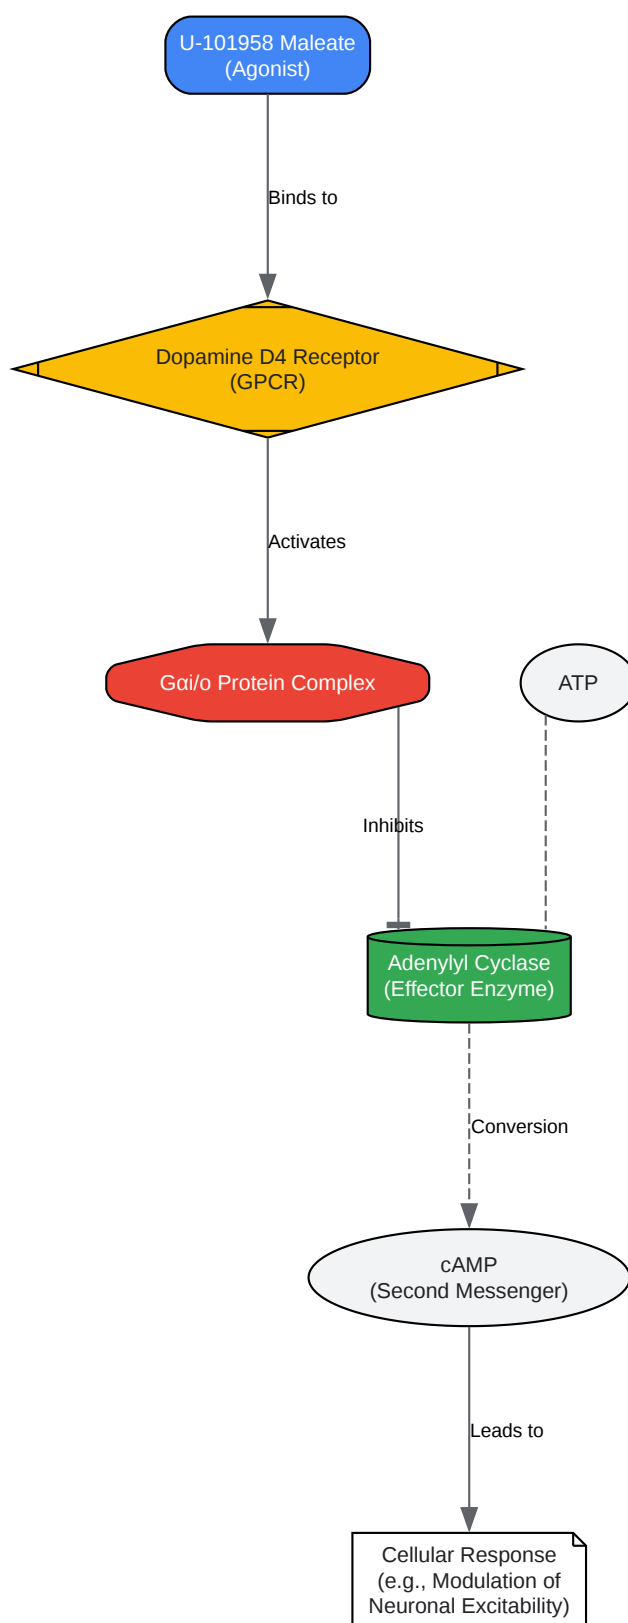 U-101958 Maleate
(Agonist)
Binds to
Dopamine D4 Receptor
(GPCR)
Activates
Gαi/o Protein Complex
ATP
Inhibits
Adenylyl Cyclase
(Effector Enzyme)
Conversion
cAMP
(Second Messenger)
Leads to
Cellular Response
(e.g., Modulation of
Neuronal Excitability)